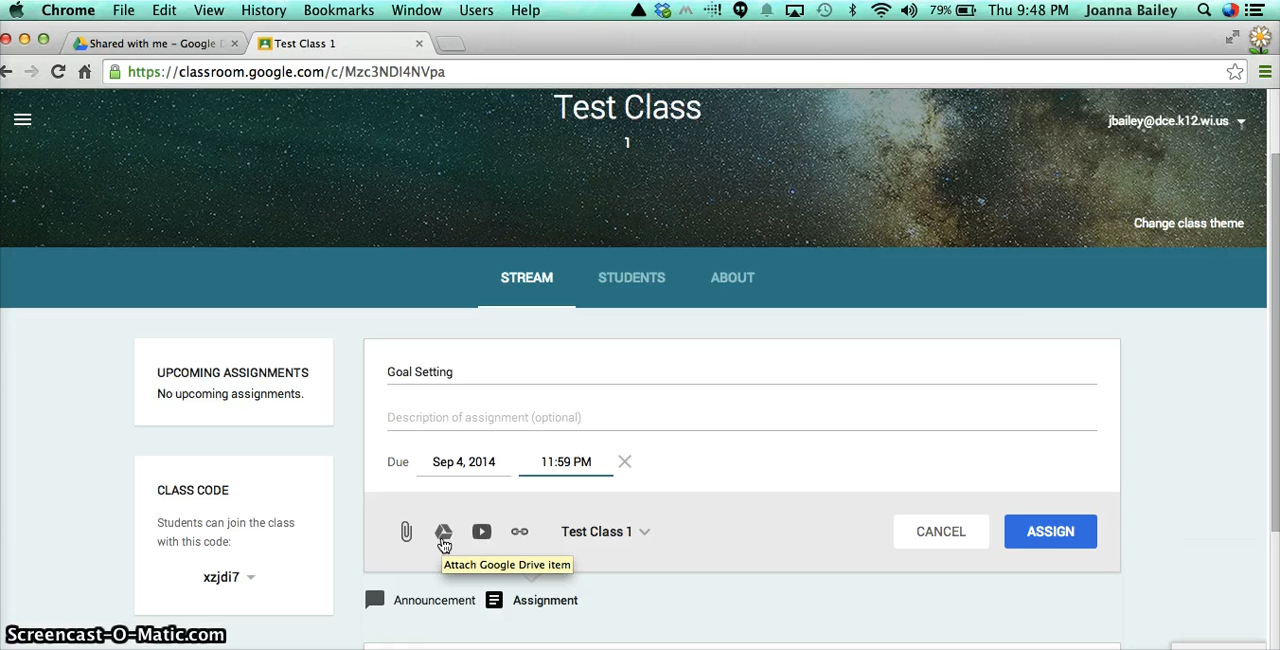 Chrome File Edit View History Bookmarks Window Users Help 79% Thu 9:48 PM Joanna Bailey
Shared with me – Google D Test Class 1
https://classroom.google.com/c/Mzc3NDI4NVpa
Test Class
1
jbailey@dce.k12.wi.us
Change class theme
STREAM STUDENTS ABOUT
UPCOMING ASSIGNMENTS
No upcoming assignments.
CLASS CODE
Students can join the class
with this code:
xzjdi7
Goal Setting
Description of assignment (optional)
Due Sep 4, 2014 11:59 PM
Test Class 1 CANCEL ASSIGN
Attach Google Drive item
Announcement Assignment
Screencast-O-Matic.com